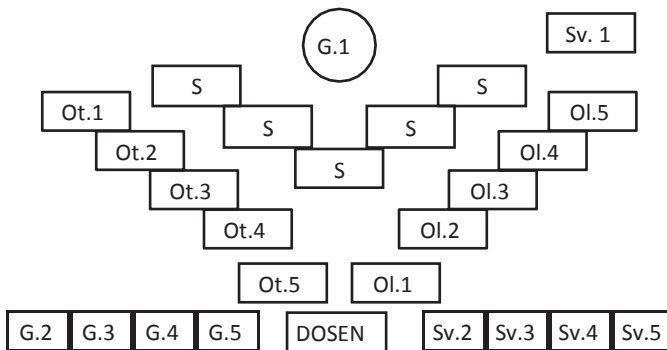 G.1 Sv. 1
S S
Ot.1 Ol.5
S S
Ot.2 Ol.4
S
Ot.3 Ol.3
Ot.4 Ol.2
Ot.5 Ol.1
G.2 G.3 G.4 G.5 DOSEN Sv.2 Sv.3 Sv.4 Sv.5